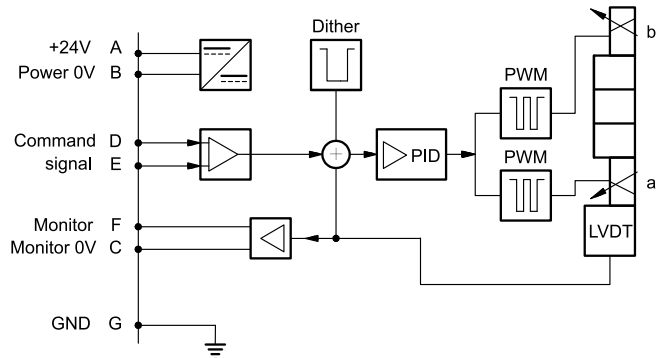 Dither
b
+24V A
Power 0V B
PWM
Command D
signal E
PID
PWM
a
Monitor F
Monitor 0V C
LVDT
GND G